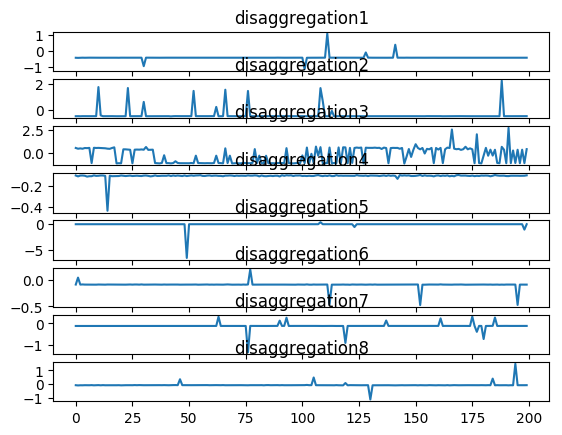 disaggregation1
1
0
−1
disaggregation2
2
0
disaggregation3
2.5
0.0
disaggregation4
−0.2
−0.4
disaggregation5
0
−5
disaggregation6
0.0
−0.5
disaggregation7
0
−1
disaggregation8
1
0
−1
0 25 50 75 100 125 150 175 200